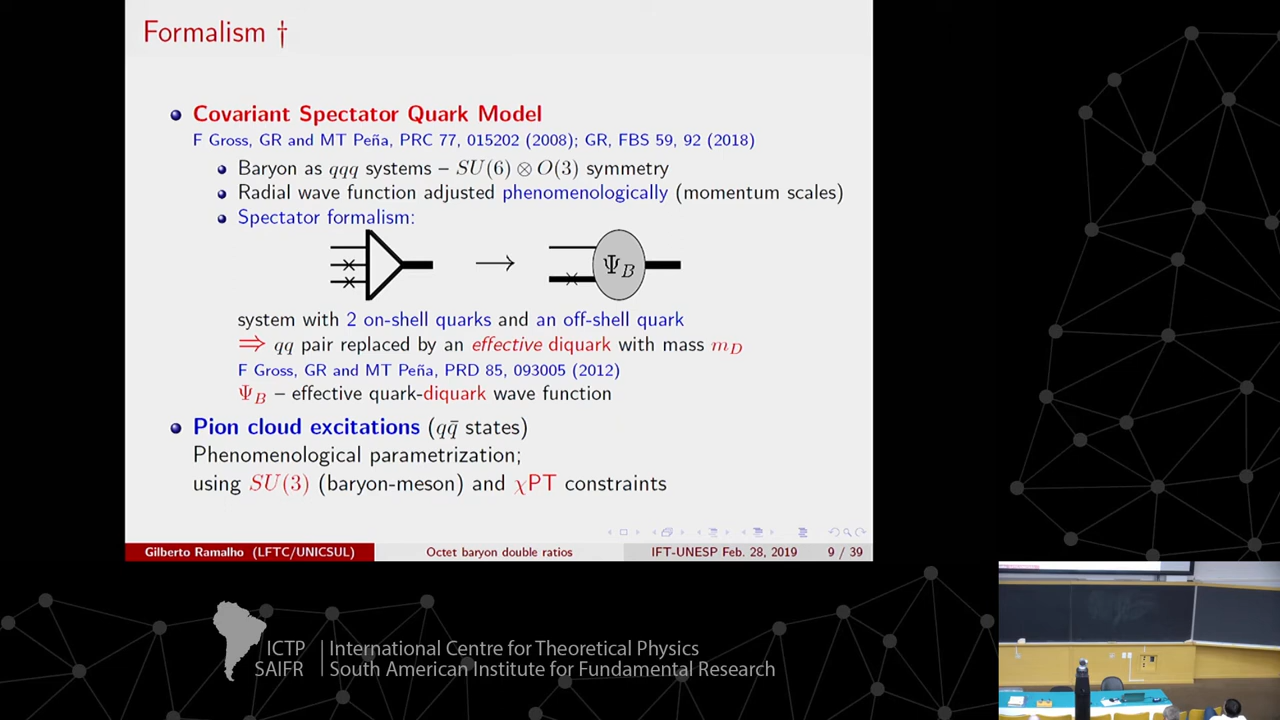 Formalism †
Covariant Spectator Quark Model
F Gross, GR and MT Peña, PRC 77, 015202 (2008); GR, FBS 59, 92 (2018)
Baryon as qqq systems – SU(6) ⊗ O(3) symmetry
Radial wave function adjusted phenomenologically (momentum scales)
Spectator formalism:
Ψ_B
system with 2 on-shell quarks and an off-shell quark
⇒ qq pair replaced by an effective diquark with mass m_D
F Gross, GR and MT Peña, PRD 85, 093005 (2012)
Ψ_B – effective quark-diquark wave function
Pion cloud excitations (qq̄ states)
Phenomenological parametrization;
using SU(3) (baryon-meson) and χPT constraints
Gilberto Ramalho (LFTC/UNICSUL) Octet baryon double ratios IFT-UNESP Feb. 28, 2019 9 / 39
ICTP International Centre for Theoretical Physics
SAIFR South American Institute for Fundamental Research